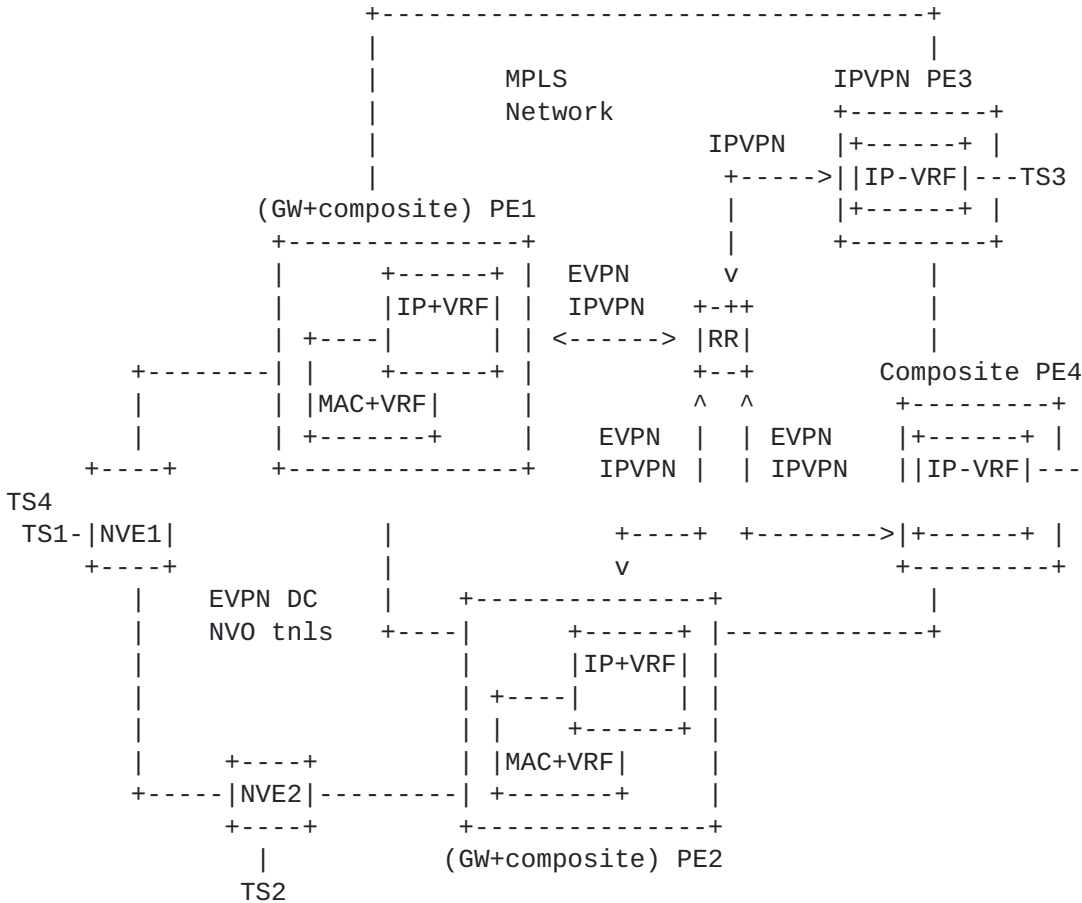 MPLS IPVPN PE3
Network
IPVPN
IP-VRF TS3
(GW+composite) PE1
EVPN
IP+VRF IPVPN
RR
Composite PE4
MAC+VRF
EVPN EVPN
IPVPN IPVPN IP-VRF
TS4
TS1- NVE1
EVPN DC
NVO tnls
IP+VRF
MAC+VRF
NVE2
(GW+composite) PE2
TS2